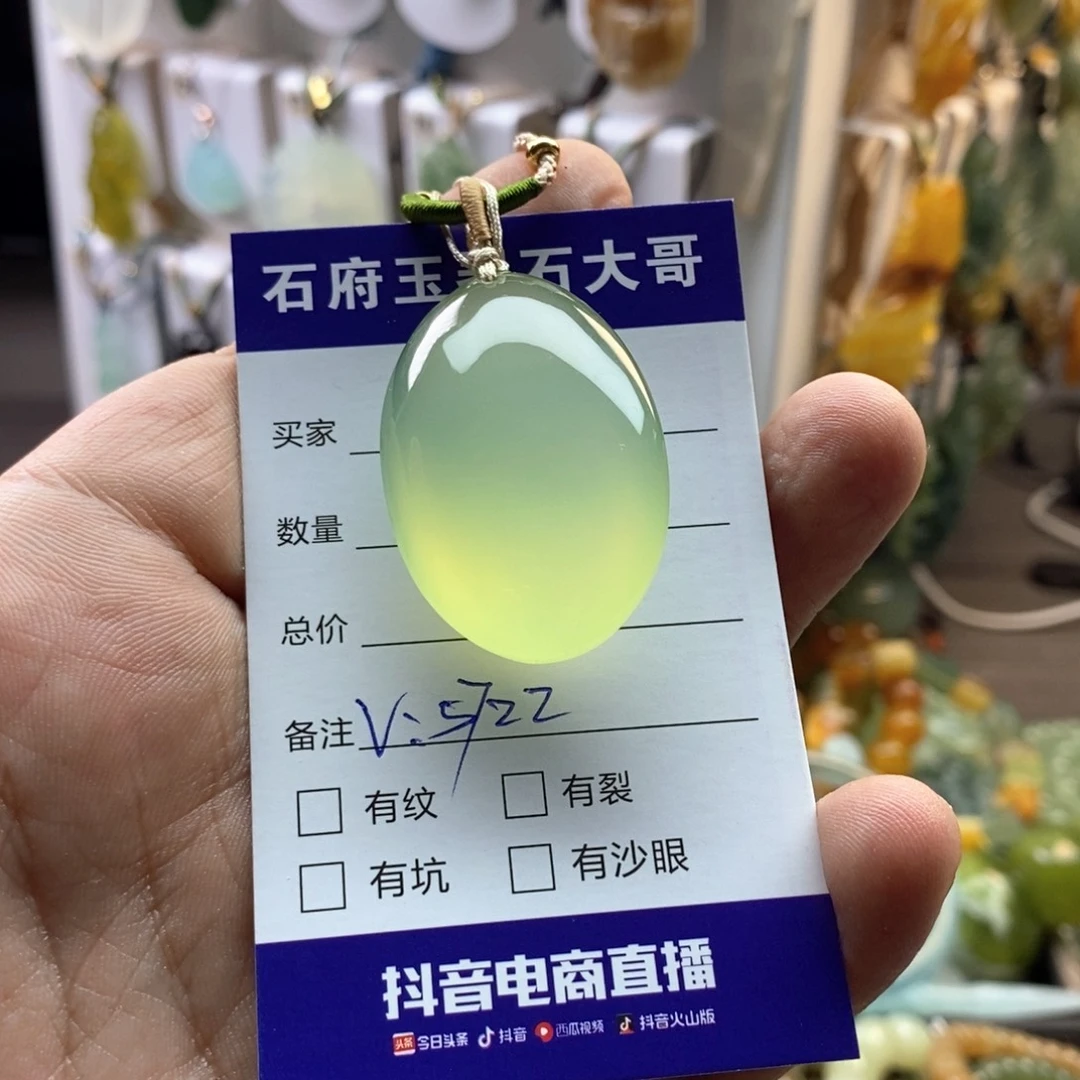 石府玉 石大哥
买家
数量
总价
备注 V:5722
有纹 有裂
有坑 有沙眼
抖音电商直播
头条 今日头条 抖音 西瓜视频 抖音火山版